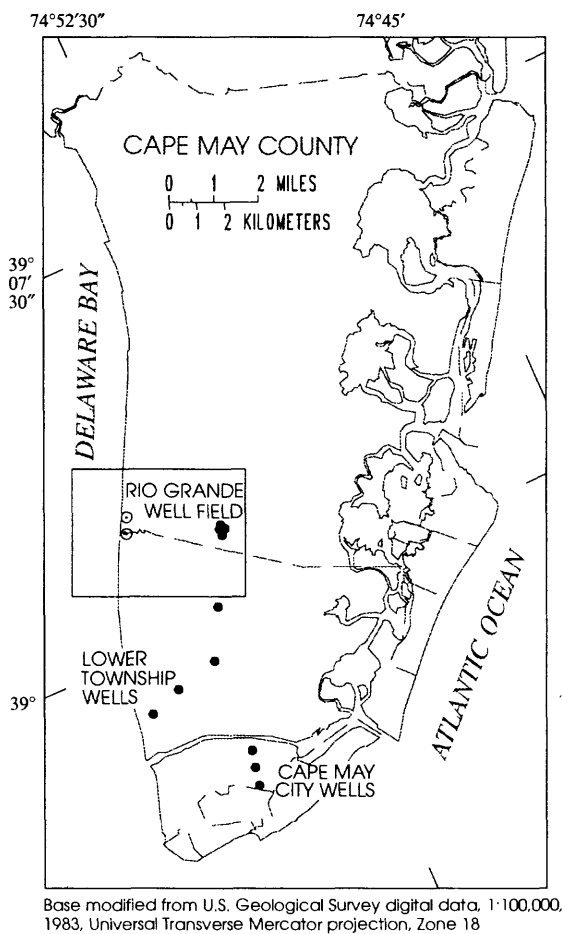 74°52'30"
74°45'
CAPE MAY COUNTY
0 1 2 MILES
0 1 2 KILOMETERS
39°
07'
30"
DELAWARE BAY
RIO GRANDE
WELL FIELD
LOWER
TOWNSHIP
WELLS
39°
ATLANTIC OCEAN
CAPE MAY
CITY WELLS
Base modified from U.S. Geological Survey digital data, 1:100,000,
1983, Universal Transverse Mercator projection, Zone 18